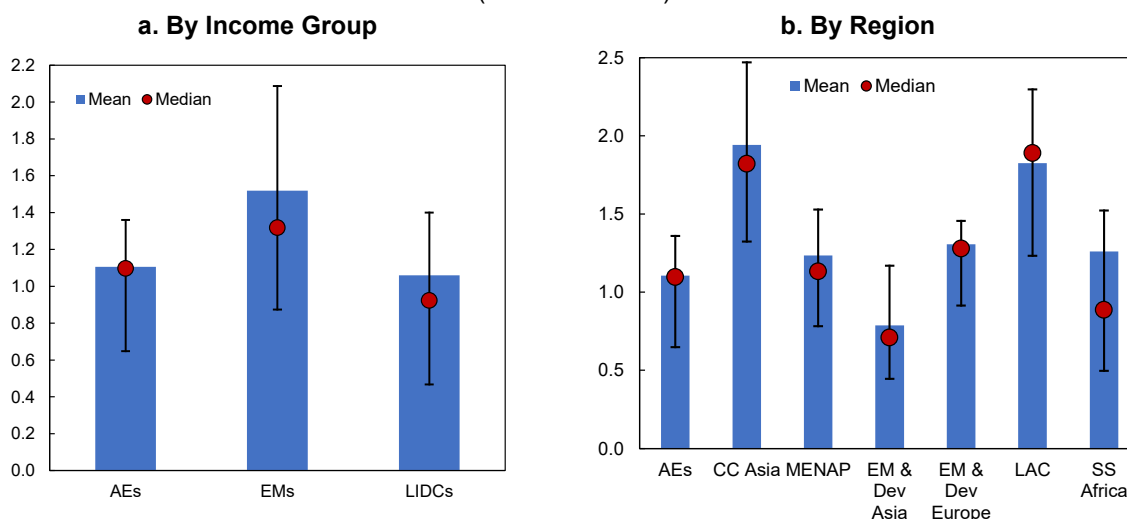 a. By Income Group
2.2
2.0
1.8
1.6
1.4
1.2
1.0
0.8
0.6
0.4
0.2
0.0
Mean Median
AEs EMs LIDCs
b. By Region
2.5
2.0
1.5
1.0
0.5
0.0
Mean Median
AEs CC Asia MENAP EM & EM & LAC SS
Dev Dev Africa
Asia Europe